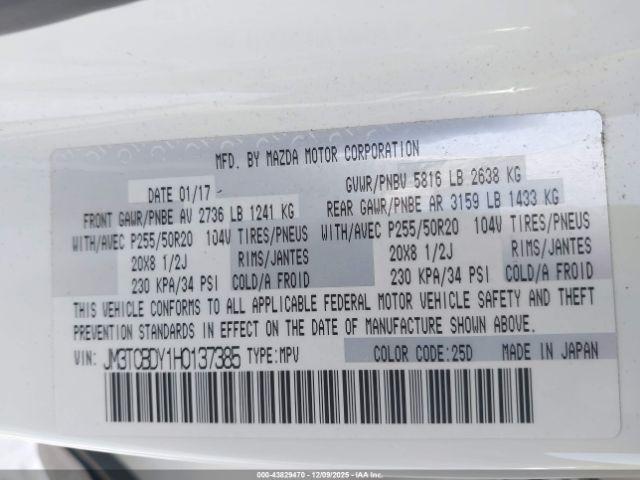 MFD. BY MAZDA MOTOR CORPORATION
DATE 01/17 GVWR/PNBV 5816 LB 2638 KG
FRONT GAWR/PNBE AV 2736 LB 1241 KG REAR GAWR/PNBE AR 3159 LB 1433 KG
WITH/AVEC P255/50R20 104V TIRES/PNEUS WITH/AVEC P255/50R20 104V TIRES/PNEUS
20X8 1/2J RIMS/JANTES 20X8 1/2J RIMS/JANTES
230 KPA/34 PSI COLD/A FROID 230 KPA/34 PSI COLD/A FROID
THIS VEHICLE CONFORMS TO ALL APPLICABLE FEDERAL MOTOR VEHICLE SAFETY AND THEFT
PREVENTION STANDARDS IN EFFECT ON THE DATE OF MANUFACTURE SHOWN ABOVE.
VIN: JM3TCBDY1H0137385 TYPE:MPV COLOR CODE:25D MADE IN JAPAN
000-43829470 - 12/09/2025 - IAA Inc. or its Affiliates